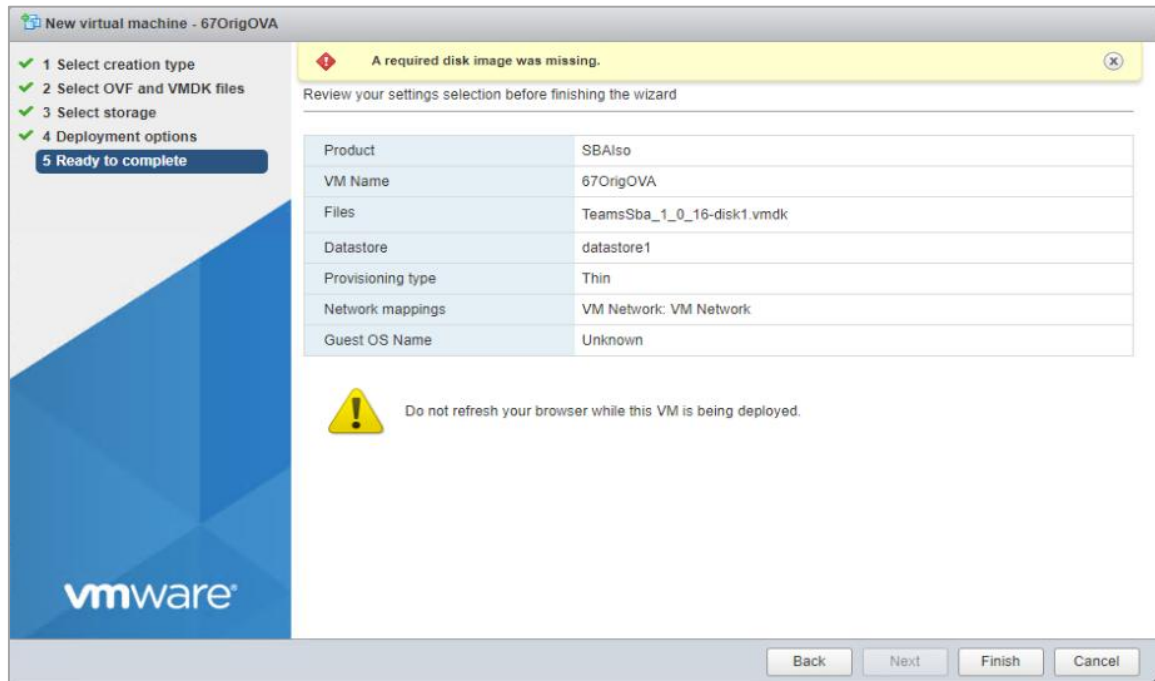 New virtual machine - 67OrigOVA
1 Select creation type
2 Select OVF and VMDK files
3 Select storage
4 Deployment options
5 Ready to complete
A required disk image was missing.
Review your settings selection before finishing the wizard
Product SBAlso
VM Name 67OrigOVA
Files TeamsSba_1_0_16-disk1.vmdk
Datastore datastore1
Provisioning type Thin
Network mappings VM Network: VM Network
Guest OS Name Unknown
Do not refresh your browser while this VM is being deployed.
vmware®
Back Next Finish Cancel